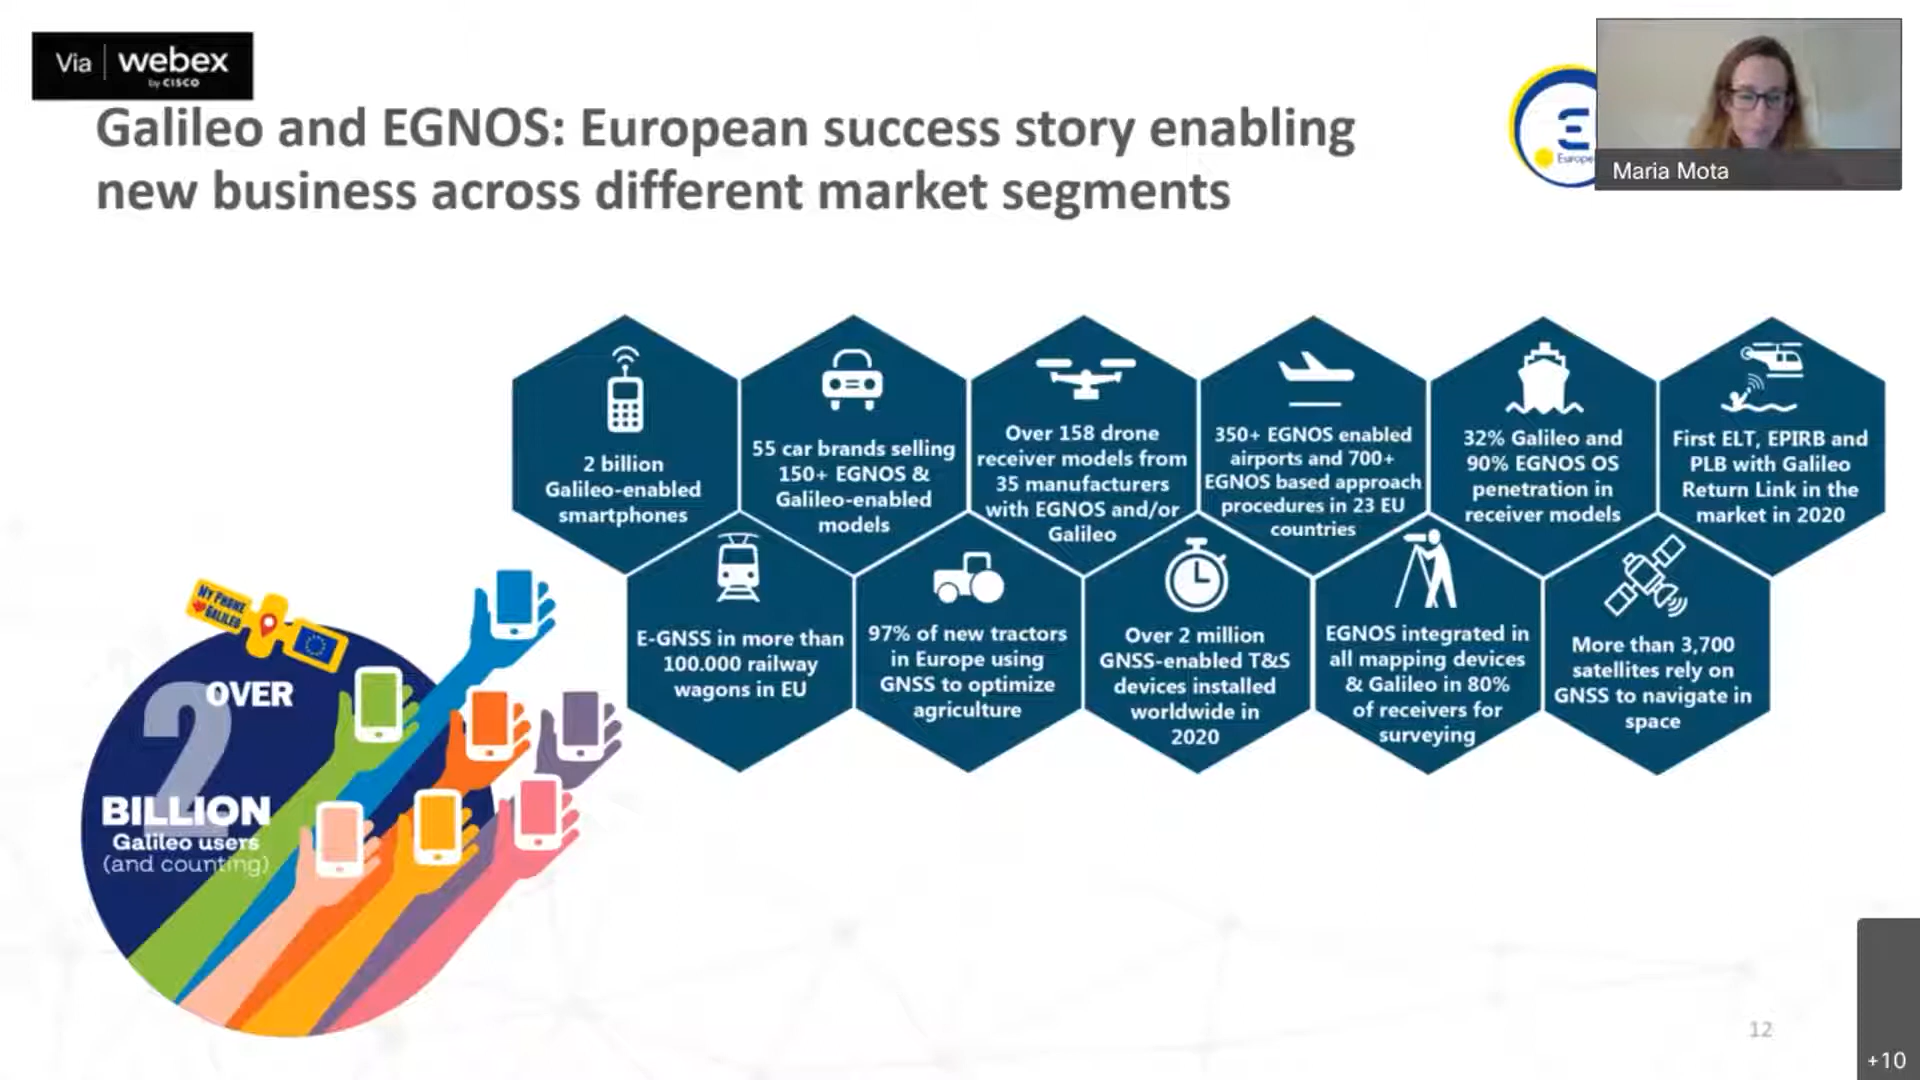 Via webex
by CISCO
Galileo and EGNOS: European success story enabling
new business across different market segments
Europe
Maria Mota
2 billion
Galileo-enabled
smartphones
55 car brands selling
150+ EGNOS &
Galileo-enabled
models
Over 158 drone
receiver models from
35 manufacturers
with EGNOS and/or
Galileo
350+ EGNOS enabled
airports and 700+
EGNOS based approach
procedures in 23 EU
countries
32% Galileo and
90% EGNOS OS
penetration in
receiver models
First ELT, EPIRB and
PLB with Galileo
Return Link in the
market in 2020
E-GNSS in more than
100.000 railway
wagons in EU
97% of new tractors
in Europe using
GNSS to optimize
agriculture
Over 2 million
GNSS-enabled T&S
devices installed
worldwide in
2020
EGNOS integrated in
all mapping devices
& Galileo in 80%
of receivers for
surveying
More than 3,700
satellites rely on
GNSS to navigate in
space
MY PHONE
GALILEO
OVER
2
BILLION
Galileo users
(and counting)
12
+10